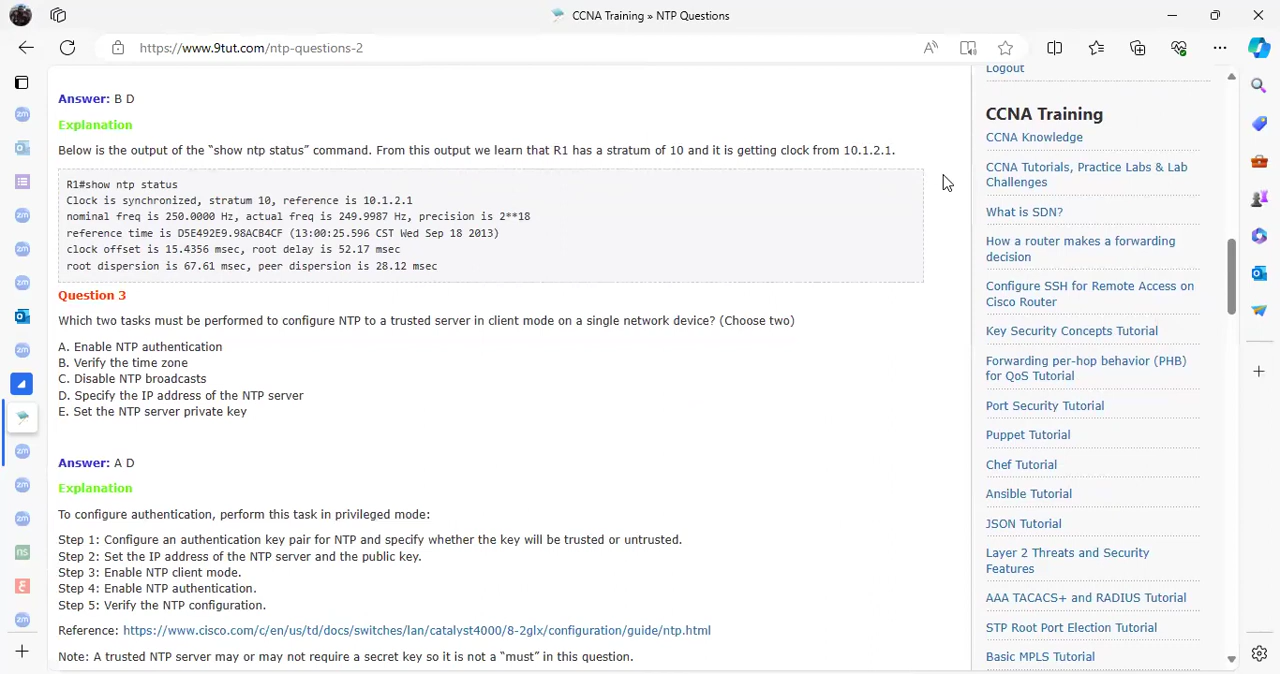 CCNA Training » NTP Questions
https://www.9tut.com/ntp-questions-2
Answer: B D
Explanation
Below is the output of the “show ntp status” command. From this output we learn that R1 has a stratum of 10 and it is getting clock from 10.1.2.1.
R1#show ntp status
Clock is synchronized, stratum 10, reference is 10.1.2.1
nominal freq is 250.0000 Hz, actual freq is 249.9987 Hz, precision is 2**18
reference time is D5E492E9.98ACB4CF (13:00:25.596 CST Wed Sep 18 2013)
clock offset is 15.4356 msec, root delay is 52.17 msec
root dispersion is 67.61 msec, peer dispersion is 28.12 msec
Question 3
Which two tasks must be performed to configure NTP to a trusted server in client mode on a single network device? (Choose two)
A. Enable NTP authentication
B. Verify the time zone
C. Disable NTP broadcasts
D. Specify the IP address of the NTP server
E. Set the NTP server private key
Answer: A D
Explanation
To configure authentication, perform this task in privileged mode:
Step 1: Configure an authentication key pair for NTP and specify whether the key will be trusted or untrusted.
Step 2: Set the IP address of the NTP server and the public key.
Step 3: Enable NTP client mode.
Step 4: Enable NTP authentication.
Step 5: Verify the NTP configuration.
Reference: https://www.cisco.com/c/en/us/td/docs/switches/lan/catalyst4000/8-2glx/configuration/guide/ntp.html
Note: A trusted NTP server may or may not require a secret key so it is not a “must” in this question.
Logout
CCNA Training
CCNA Knowledge
CCNA Tutorials, Practice Labs & Lab
Challenges
What is SDN?
How a router makes a forwarding
decision
Configure SSH for Remote Access on
Cisco Router
Key Security Concepts Tutorial
Forwarding per-hop behavior (PHB)
for QoS Tutorial
Port Security Tutorial
Puppet Tutorial
Chef Tutorial
Ansible Tutorial
JSON Tutorial
Layer 2 Threats and Security
Features
AAA TACACS+ and RADIUS Tutorial
STP Root Port Election Tutorial
Basic MPLS Tutorial